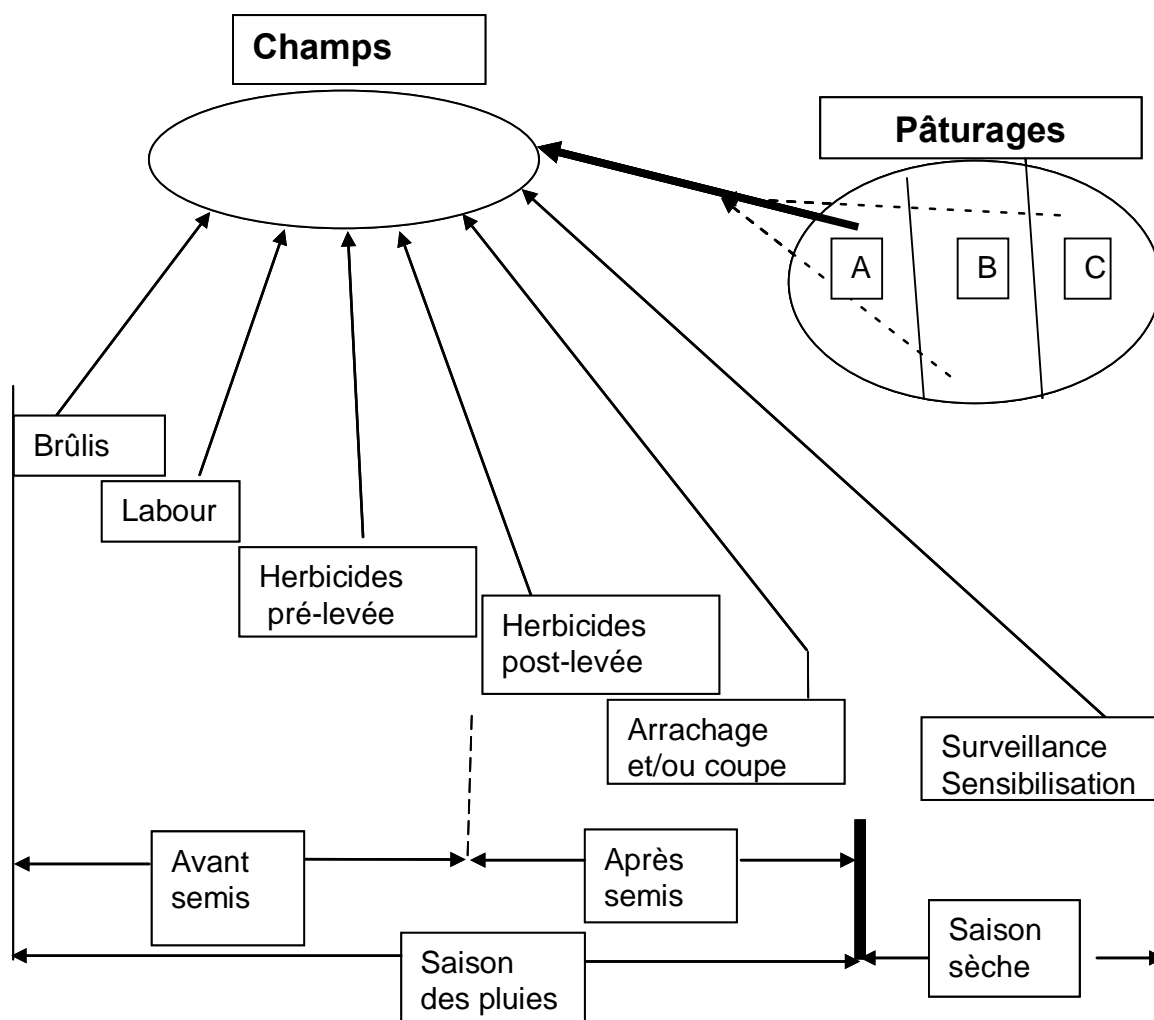 Champs
Pâturages
A
B
C
Brûlis
Labour
Herbicides
pré-levée
Herbicides
post-levée
Arrachage
et/ou coupe
Surveillance
Sensibilisation
Avant
semis
Après
semis
Saison
des pluies
Saison
sèche